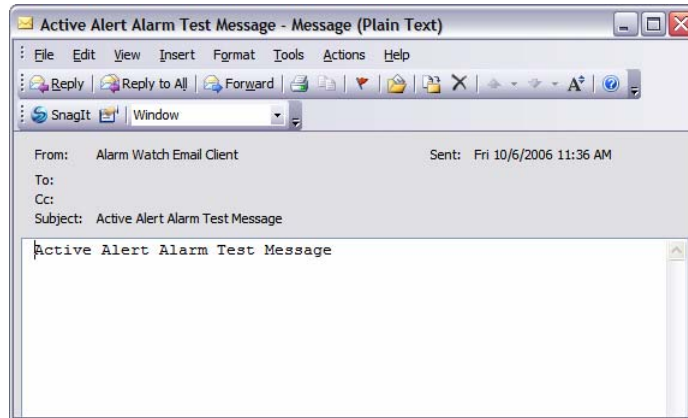 Active Alert Alarm Test Message - Message (Plain Text)
File Edit View Insert Format Tools Actions Help
Reply Reply to All Forward A
SnagIt Window
From: Alarm Watch Email Client Sent: Fri 10/6/2006 11:36 AM
To:
Cc:
Subject: Active Alert Alarm Test Message
Active Alert Alarm Test Message